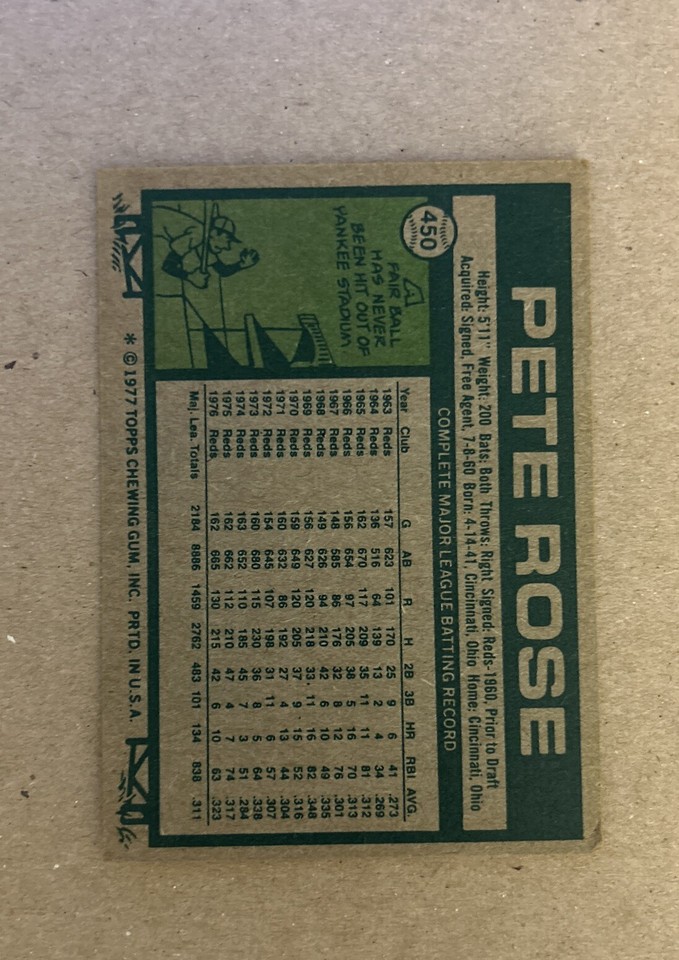 450
PETE ROSE
Height: 5'11" Weight: 200 Bats: Both Throws: Right Signed: Reds-1960, Prior to Draft
Acquired: Signed, Free Agent, 7-8-60 Born: 4-14-41, Cincinnati, Ohio Home: Cincinnati, Ohio
COMPLETE MAJOR LEAGUE BATTING RECORD
A
FAIR BALL
HAS NEVER
BEEN HIT OUT OF
YANKEE STADIUM
Year Club G AB R H 2B 3B HR RBI AVG.
1963 Reds 157 623 101 170 25 9 6 41 .273
1964 Reds 136 516 64 139 13 2 4 34 .269
1965 Reds 162 670 117 209 35 11 11 81 .312
1966 Reds 156 654 97 205 38 5 16 70 .313
1967 Reds 148 585 86 176 32 8 12 76 .301
1968 Reds 149 626 94 210 42 6 10 49 .335
1969 Reds 156 627 120 218 33 11 16 82 .348
1970 Reds 159 649 120 205 37 9 15 52 .316
1971 Reds 160 632 86 192 27 4 13 44 .304
1972 Reds 154 645 107 198 31 11 6 57 .307
1973 Reds 160 680 115 230 36 8 5 64 .338
1974 Reds 163 652 110 185 45 7 3 51 .284
1975 Reds 162 662 112 210 47 4 7 74 .317
1976 Reds 162 665 130 215 42 6 10 63 .323
Maj. Lea. Totals 2184 8886 1459 2762 483 101 134 838 .311
* © 1977 TOPPS CHEWING GUM, INC. PRTD. IN U.S.A.